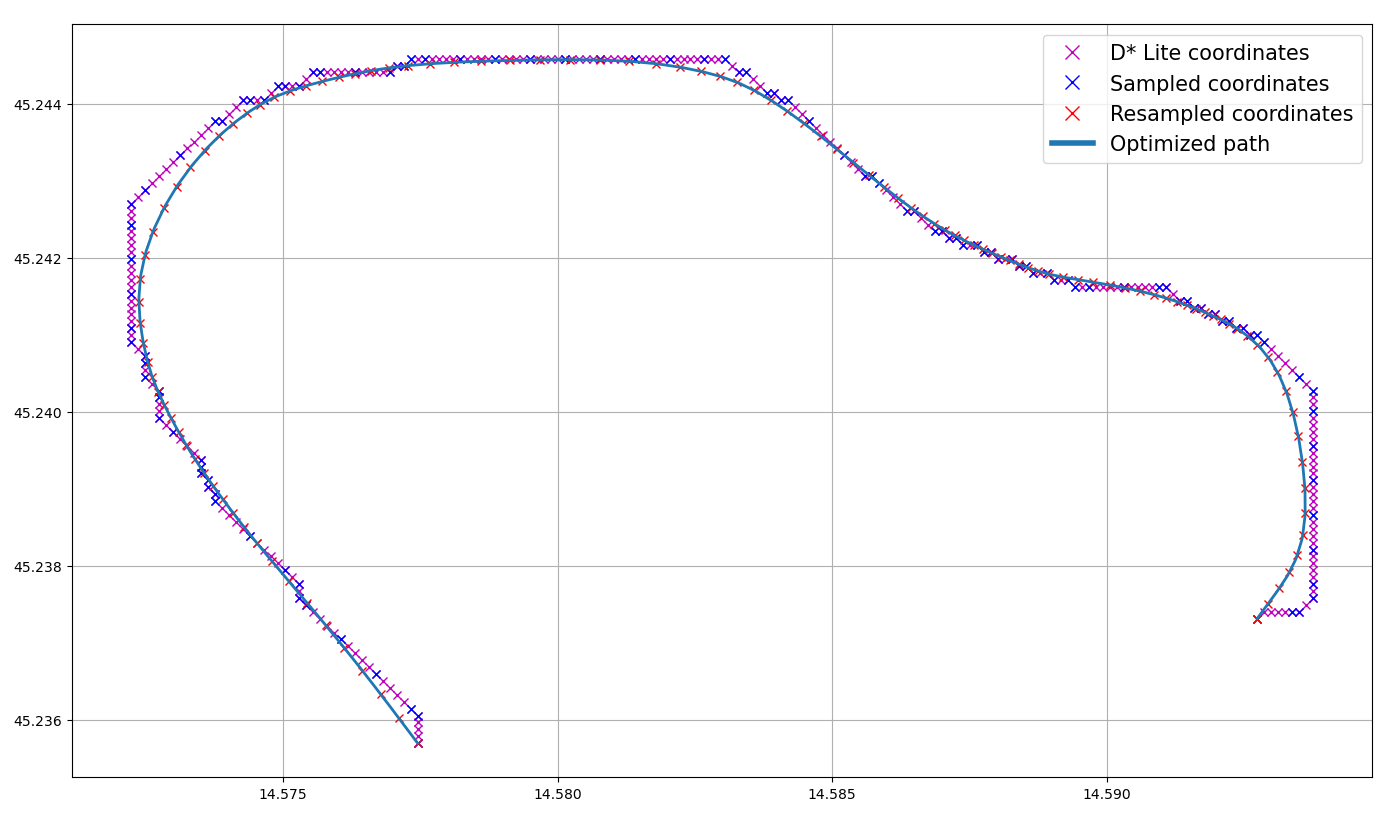 D* Lite coordinates
Sampled coordinates
Resampled coordinates
Optimized path
45.244
45.242
45.240
45.238
45.236
14.575 14.580 14.585 14.590